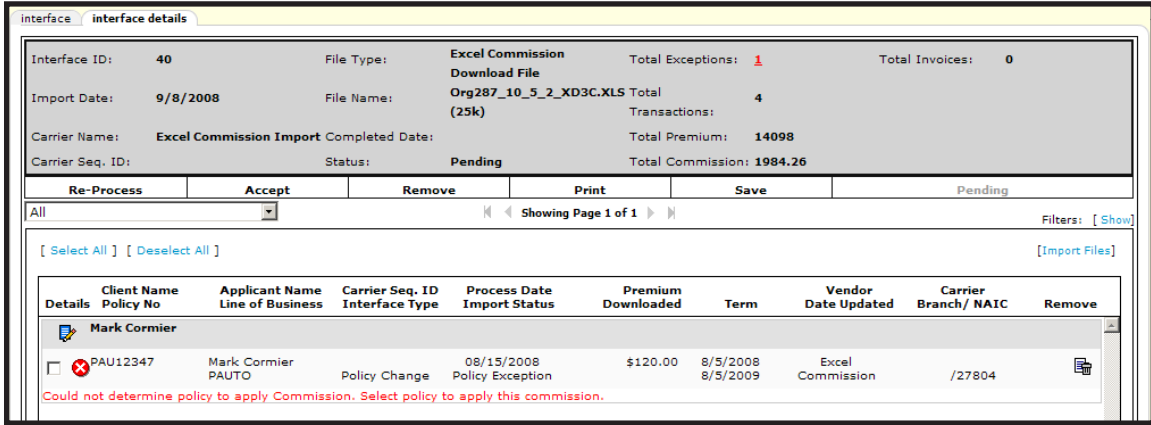 interface interface details
Interface ID: 40 File Type: Excel Commission Download File Total Exceptions: 1 Total Invoices: 0
Import Date: 9/8/2008 File Name: Org287_10_5_2_XD3C.XLS (25k) Total Transactions: 4
Carrier Name: Excel Commission Import Completed Date: Total Premium: 14098
Carrier Seq. ID: Status: Pending Total Commission: 1984.26
Re-Process Accept Remove Print Save Pending
All Showing Page 1 of 1 Filters: [ Show]
[ Select All ] [ Deselect All ] [Import Files]
Client Name Applicant Name Carrier Seq. ID Process Date Premium Vendor Carrier
Details Policy No Line of Business Interface Type Import Status Downloaded Term Date Updated Branch/ NAIC Remove
Mark Cormier
PAU12347 Mark Cormier 08/15/2008 $120.00 8/5/2008 Excel
PAUTO Policy Change Policy Exception 8/5/2009 Commission /27804
Could not determine policy to apply Commission. Select policy to apply this commission.